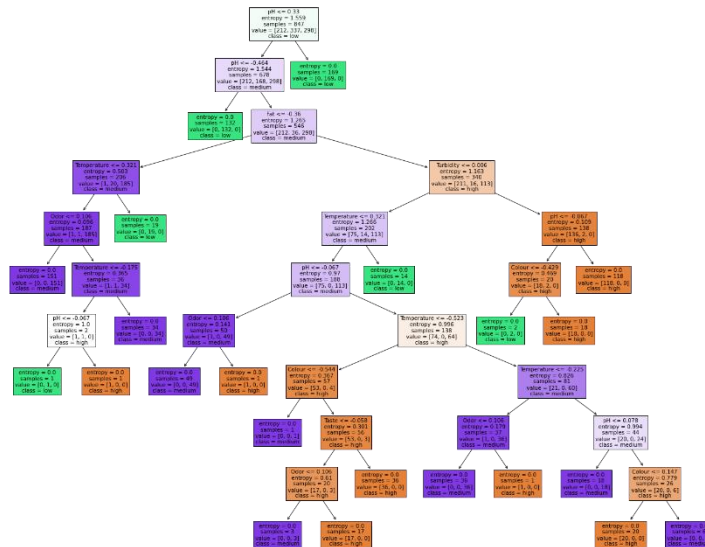 pH <= 0.33
entropy = 1.559
samples = 847
value = [212, 337, 298]
class = low
pH <= -0.464
entropy = 1.544
samples = 678
value = [212, 168, 298]
class = medium
entropy = 0.0
samples = 169
value = [0, 169, 0]
class = low
entropy = 0.0
samples = 132
value = [0, 132, 0]
class = low
Fat <= -0.36
entropy = 1.265
samples = 546
value = [212, 36, 298]
class = medium
Temperature <= 0.321
entropy = 0.503
samples = 206
value = [1, 20, 185]
class = medium
Turbidity <= 0.006
entropy = 1.163
samples = 340
value = [211, 16, 113]
class = high
Odor <= 0.106
entropy = 0.096
samples = 187
value = [1, 1, 185]
class = medium
entropy = 0.0
samples = 19
value = [0, 19, 0]
class = low
Temperature <= 0.321
entropy = 1.266
samples = 202
value = [75, 14, 113]
class = medium
pH <= -0.067
entropy = 0.109
samples = 138
value = [136, 2, 0]
class = high
entropy = 0.0
samples = 151
value = [0, 0, 151]
class = medium
Temperature <= -0.175
entropy = 0.365
samples = 36
value = [1, 1, 34]
class = medium
pH <= -0.067
entropy = 0.97
samples = 188
value = [75, 0, 113]
class = medium
entropy = 0.0
samples = 14
value = [0, 14, 0]
class = low
Colour <= -0.429
entropy = 0.469
samples = 20
value = [18, 2, 0]
class = high
entropy = 0.0
samples = 118
value = [118, 0, 0]
class = high
pH <= -0.067
entropy = 1.0
samples = 2
value = [1, 1, 0]
class = high
entropy = 0.0
samples = 34
value = [0, 0, 34]
class = medium
entropy = 0.143
samples = 50
value = [1, 0, 49]
class = medium
Temperature <= -0.523
entropy = 0.996
samples = 138
value = [74, 0, 64]
class = high
entropy = 0.0
samples = 2
value = [0, 2, 0]
class = low
entropy = 0.0
samples = 18
value = [18, 0, 0]
class = high
entropy = 0.0
samples = 1
value = [0, 1, 0]
class = low
entropy = 0.0
samples = 1
value = [1, 0, 0]
class = high
entropy = 0.0
samples = 49
value = [0, 0, 49]
class = medium
entropy = 0.0
samples = 1
value = [1, 0, 0]
class = high
Colour <= -0.544
samples = 57
value = [53, 0, 4]
class = high
Temperature <= -0.225
entropy = 0.826
samples = 81
value = [21, 0, 60]
class = medium
entropy = 0.0
samples = 1
value = [0, 0, 1]
class = medium
Taste <= -0.058
entropy = 0.301
samples = 56
value = [53, 0, 3]
class = high
Odor <= 0.106
entropy = 0.179
samples = 37
value = [1, 0, 36]
class = medium
pH <= 0.078
entropy = 0.994
samples = 44
value = [20, 0, 24]
class = medium
Odor <= 0.106
entropy = 0.61
samples = 20
value = [17, 0, 3]
class = high
entropy = 0.0
samples = 36
value = [36, 0, 0]
class = high
entropy = 0.0
samples = 36
value = [0, 0, 36]
class = medium
entropy = 0.0
samples = 1
value = [1, 0, 0]
class = high
entropy = 0.0
samples = 18
value = [0, 0, 18]
class = medium
Colour <= 0.147
entropy = 0.779
samples = 26
value = [20, 0, 6]
class = high
entropy = 0.0
samples = 3
value = [0, 0, 3]
class = medium
entropy = 0.0
samples = 17
value = [17, 0, 0]
class = high
entropy = 0.0
samples = 20
value = [20, 0, 0]
class = high
entropy = 0.0
class = medium